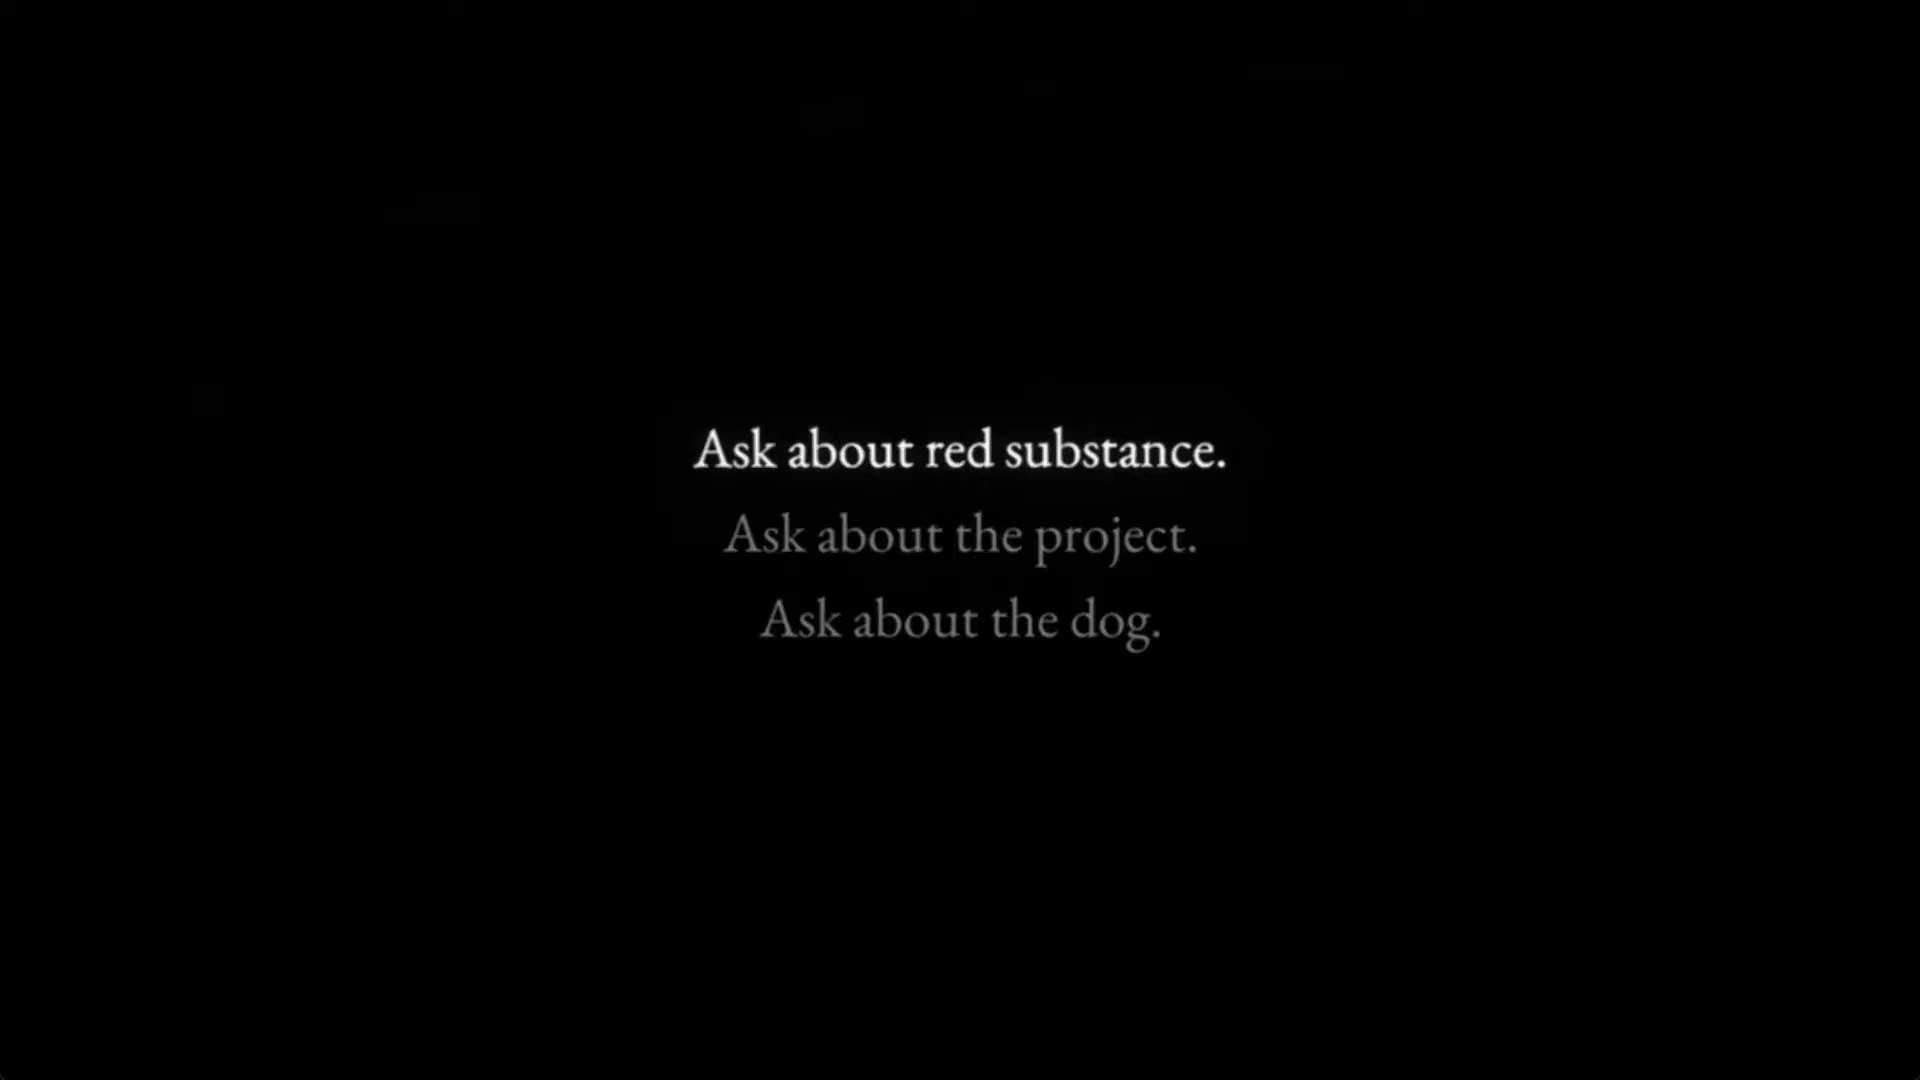 Ask about red substance.
Ask about the project.
Ask about the dog.